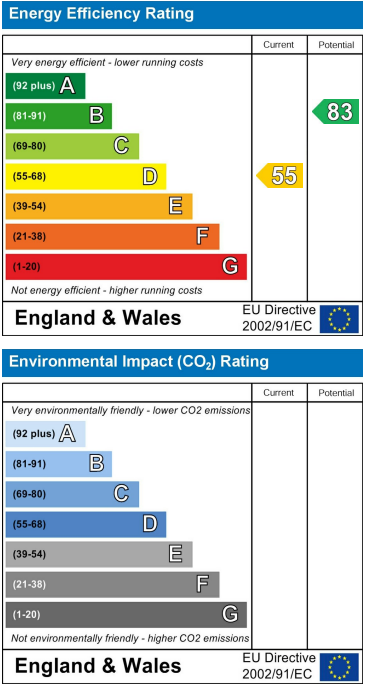 Energy Efficiency Rating
Current Potential
Very energy efficient - lower running costs
(92 plus) A
(81-91) B
83
(69-80) C
(55-68) D
55
(39-54) E
(21-38) F
(1-20) G
Not energy efficient - higher running costs
England & Wales
EU Directive
2002/91/EC
Environmental Impact (CO₂) Rating
Current Potential
Very environmentally friendly - lower CO2 emissions
(92 plus) A
(81-91) B
(69-80) C
(55-68) D
(39-54) E
(21-38) F
(1-20) G
Not environmentally friendly - higher CO2 emissions
England & Wales
EU Directive
2002/91/EC